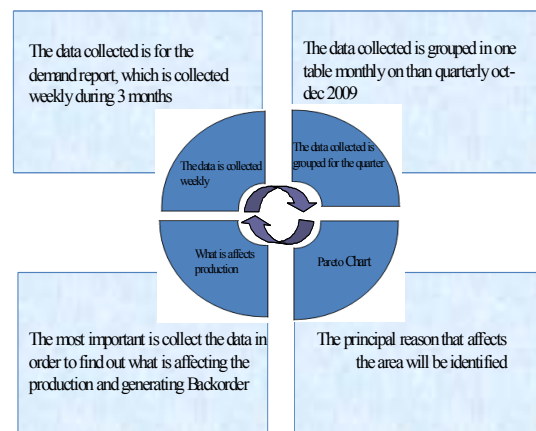 The data collected is for the
demand report, which is collected
weekly during 3 months
The data collected is grouped in one
table monthly on than quarterly oct-
dec 2009
The data is collected
weekly
The data collected is
grouped for the quarter
What is affects
production
Pareto Chart
The most important is collect the data in
order to find out what is affecting the
production and generating Backorder
The principal reason that affects
the area will be identified